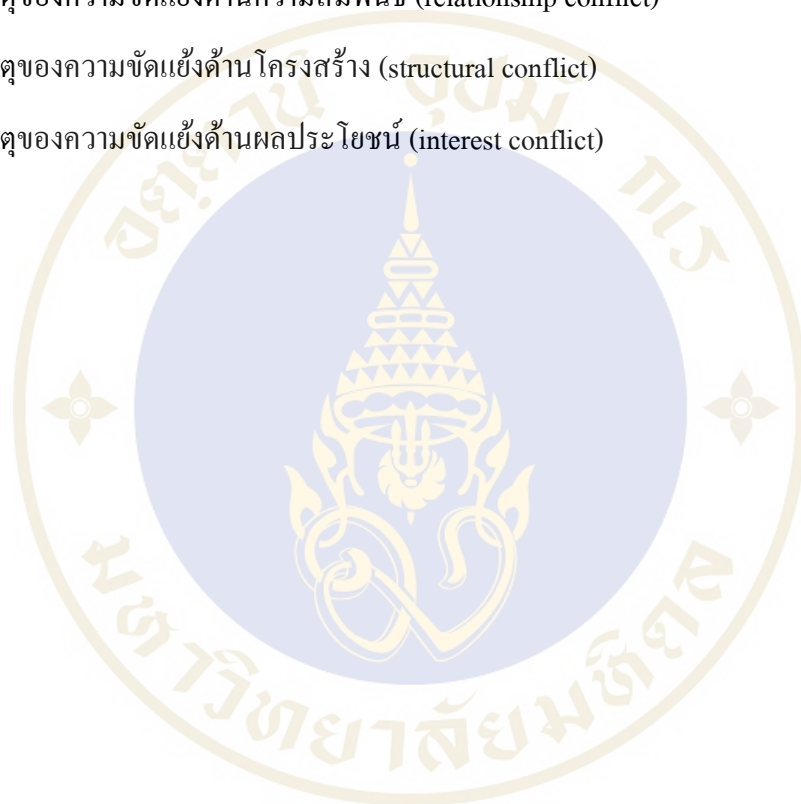 ตุของความขัดแย้งด้านความสัมพันธ์ (relationship conflict)
ตุของความขัดแย้งด้านโครงสร้าง (structural conflict)
ตุของความขัดแย้งด้านผลประโยชน์ (interest conflict)
อตฺตานํ อุปมํ กเร
มหาวิทยาลัยมหิดล